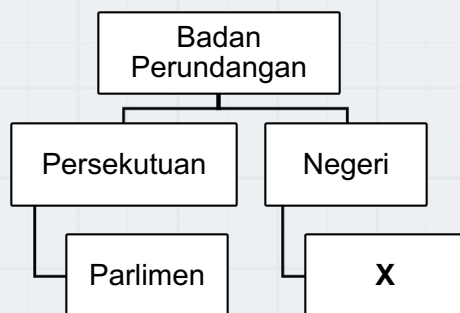 Badan
Perundangan
Persekutuan
Negeri
Parlimen
X